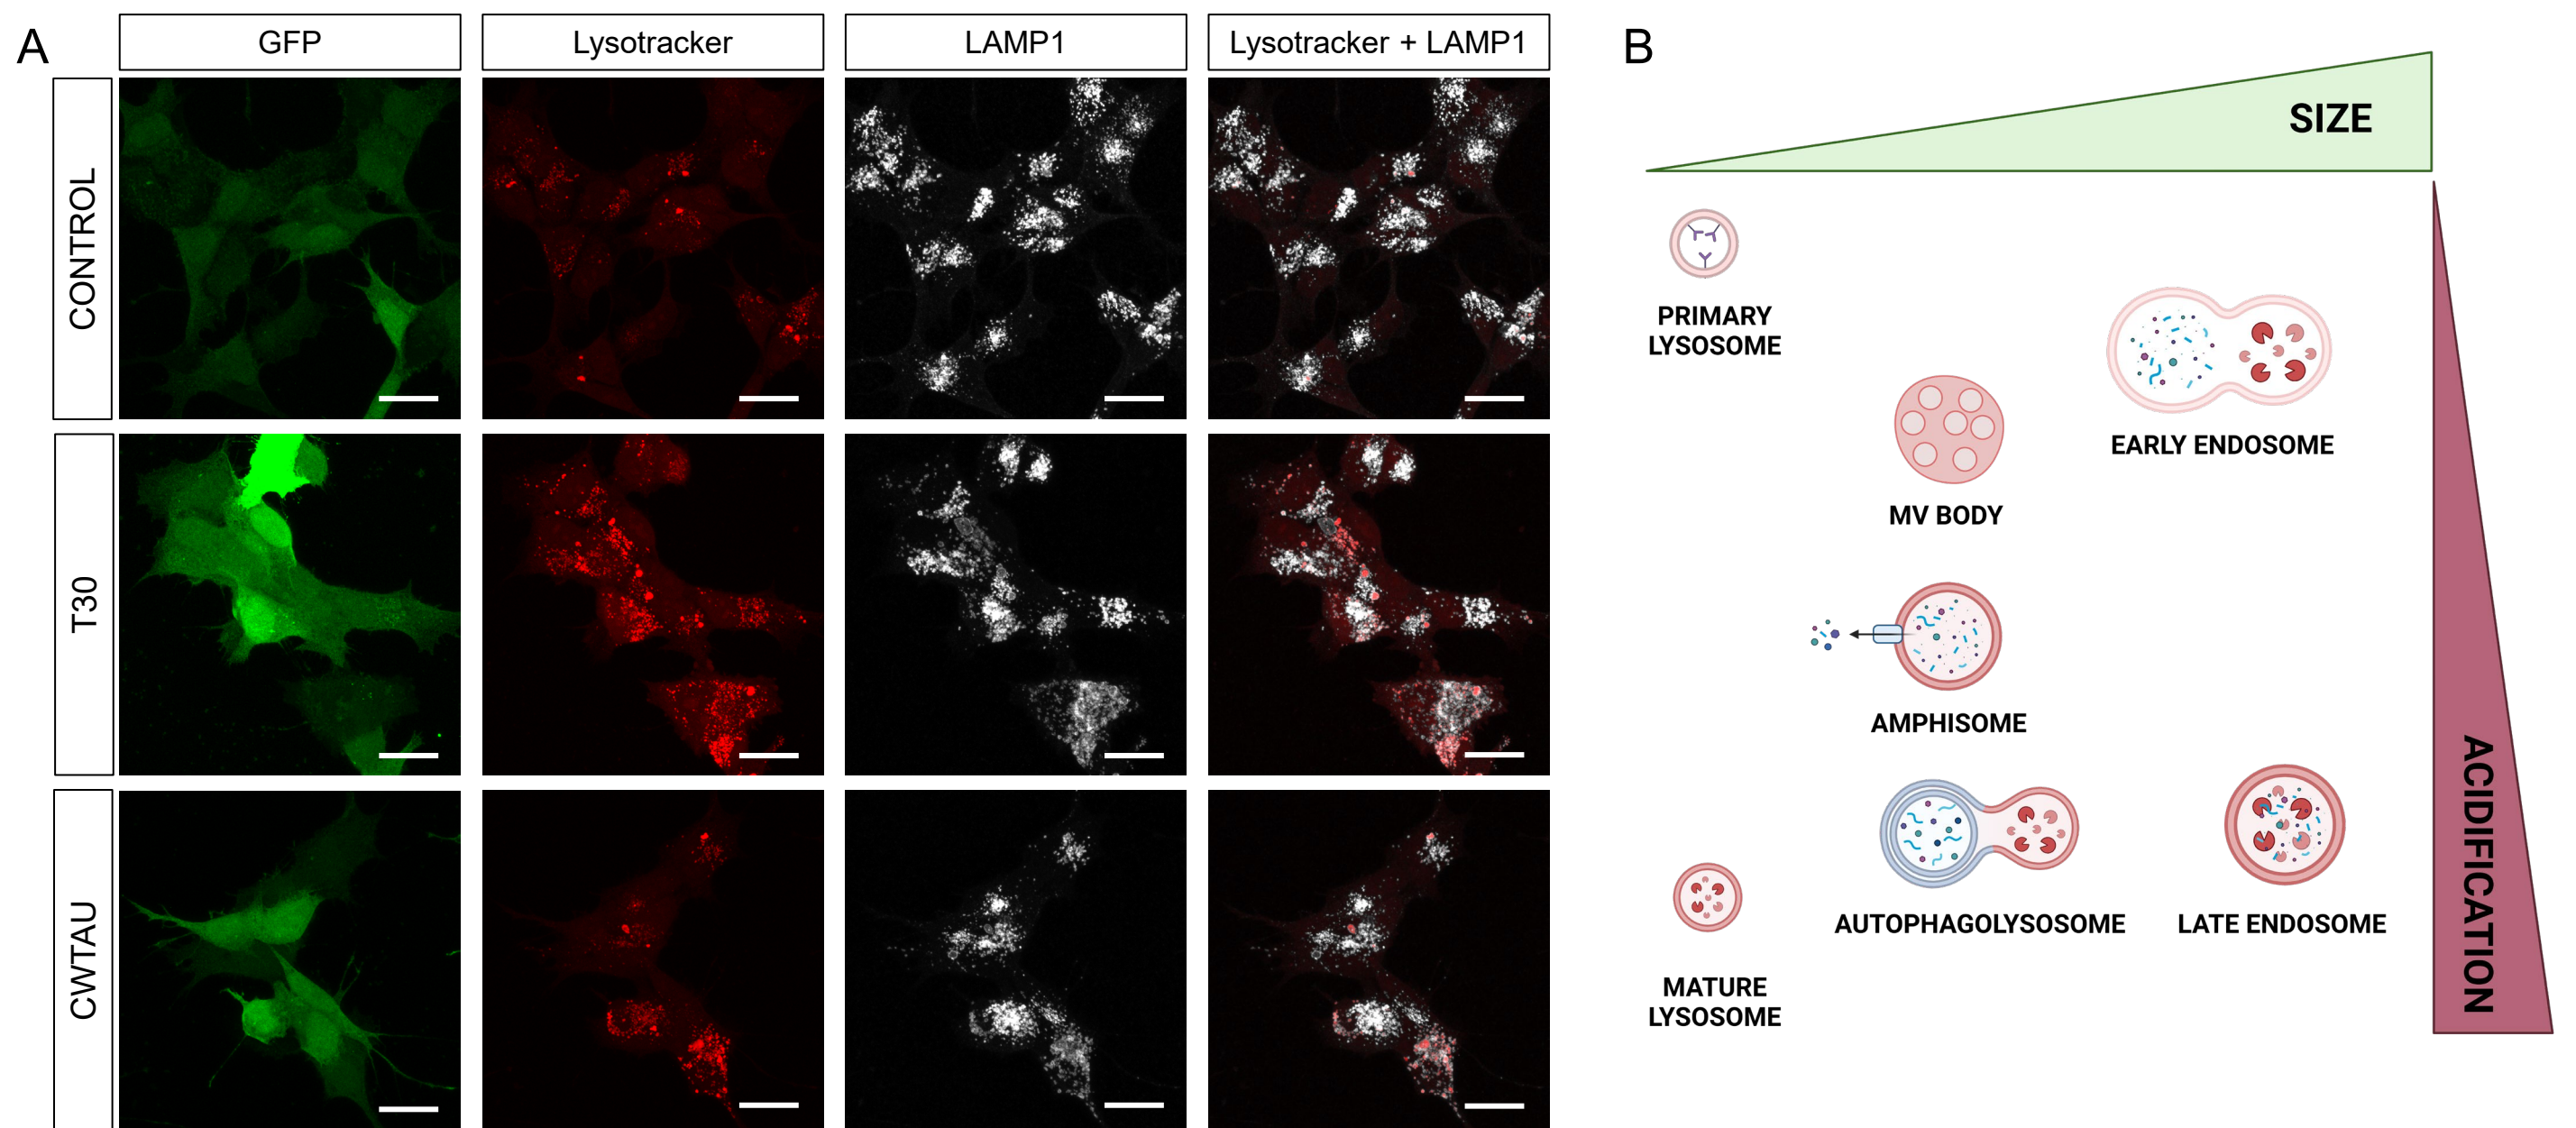 A
GFP
Lysotracker
LAMP1
Lysotracker + LAMP1
CONTROL
T30
CWTAU
B
SIZE
PRIMARY
LYSOSOME
EARLY ENDOSOME
MV BODY
AMPHISOME
AUTOPHAGOLYSOSOME
LATE ENDOSOME
MATURE
LYSOSOME
ACIDIFICATION